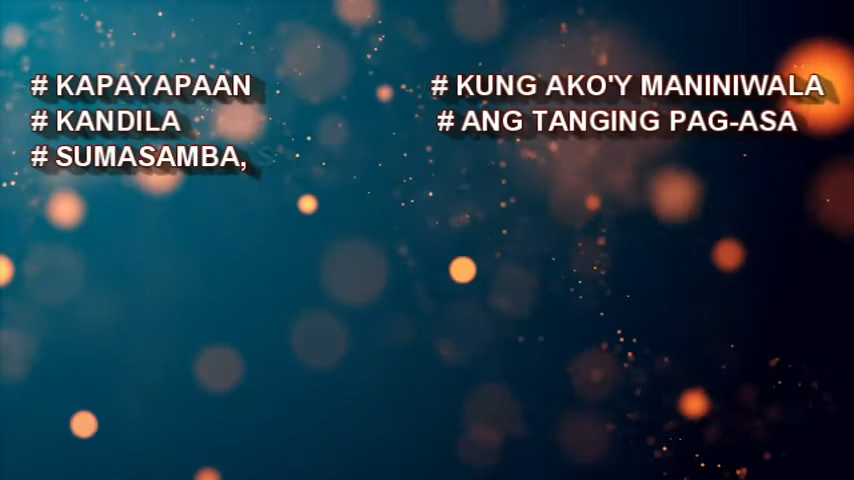 # KAPAYAPAAN
# KANDILA
# SUMASAMBA,
# KUNG AKO'Y MANINIWALA
# ANG TANGING PAG-ASA